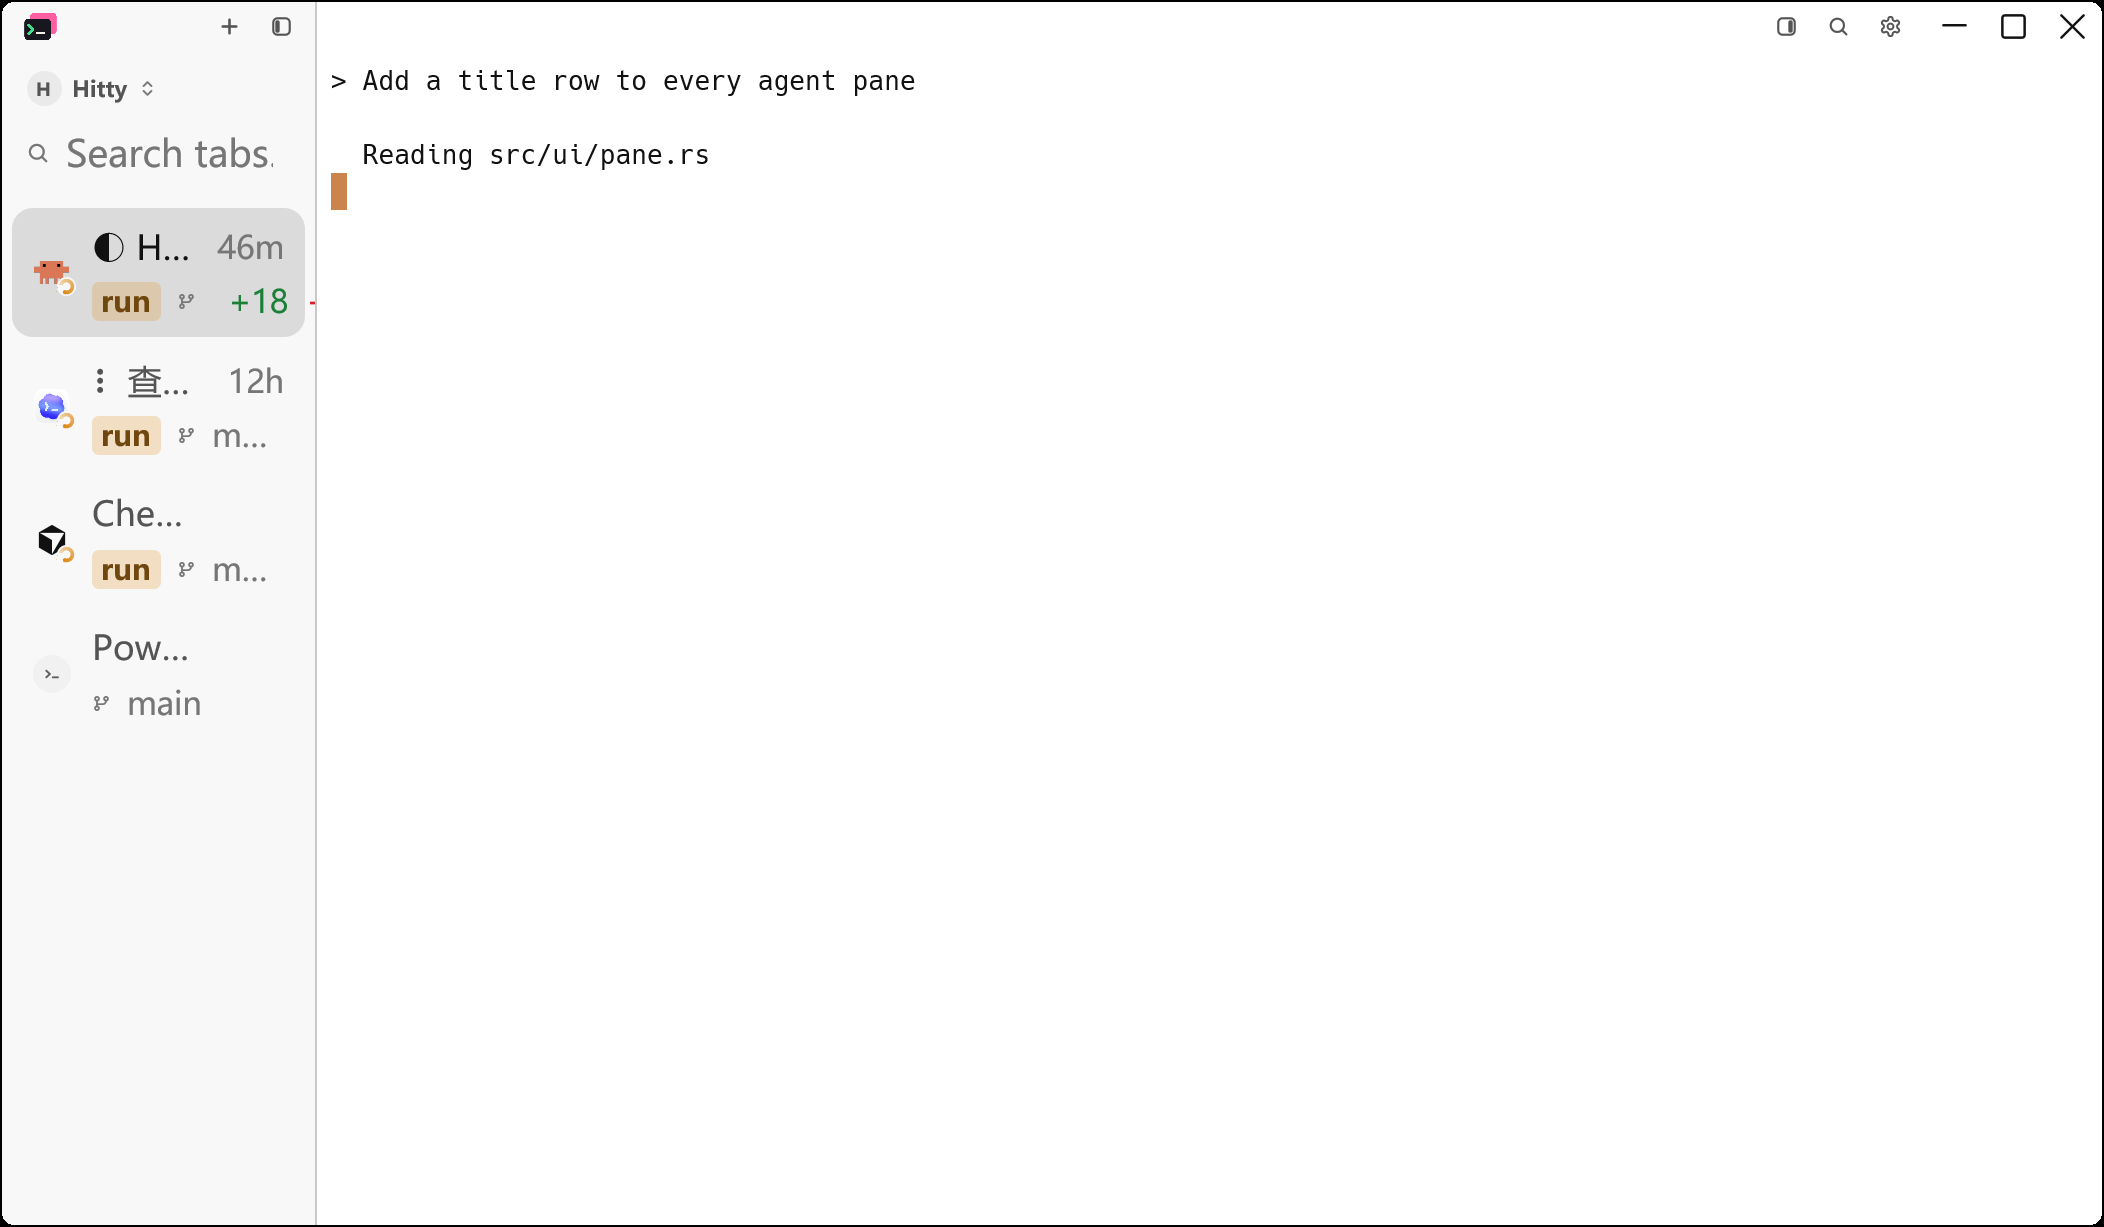 H Hitty
Search tabs.
H... 46m
run +18 -
查... 12h
run m...
Che...
run m...
Pow...
main
> Add a title row to every agent pane
Reading src/ui/pane.rs